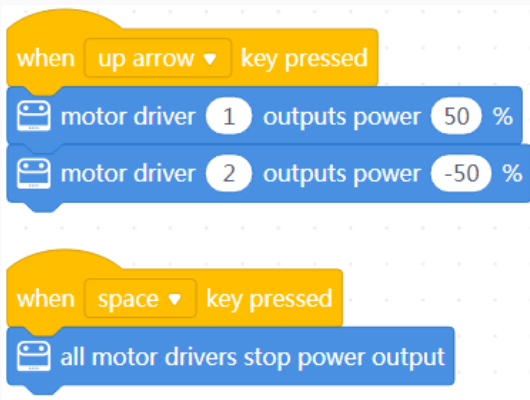 when up arrow key pressed
motor driver 1 outputs power 50 %
motor driver 2 outputs power -50 %
when space key pressed
all motor drivers stop power output